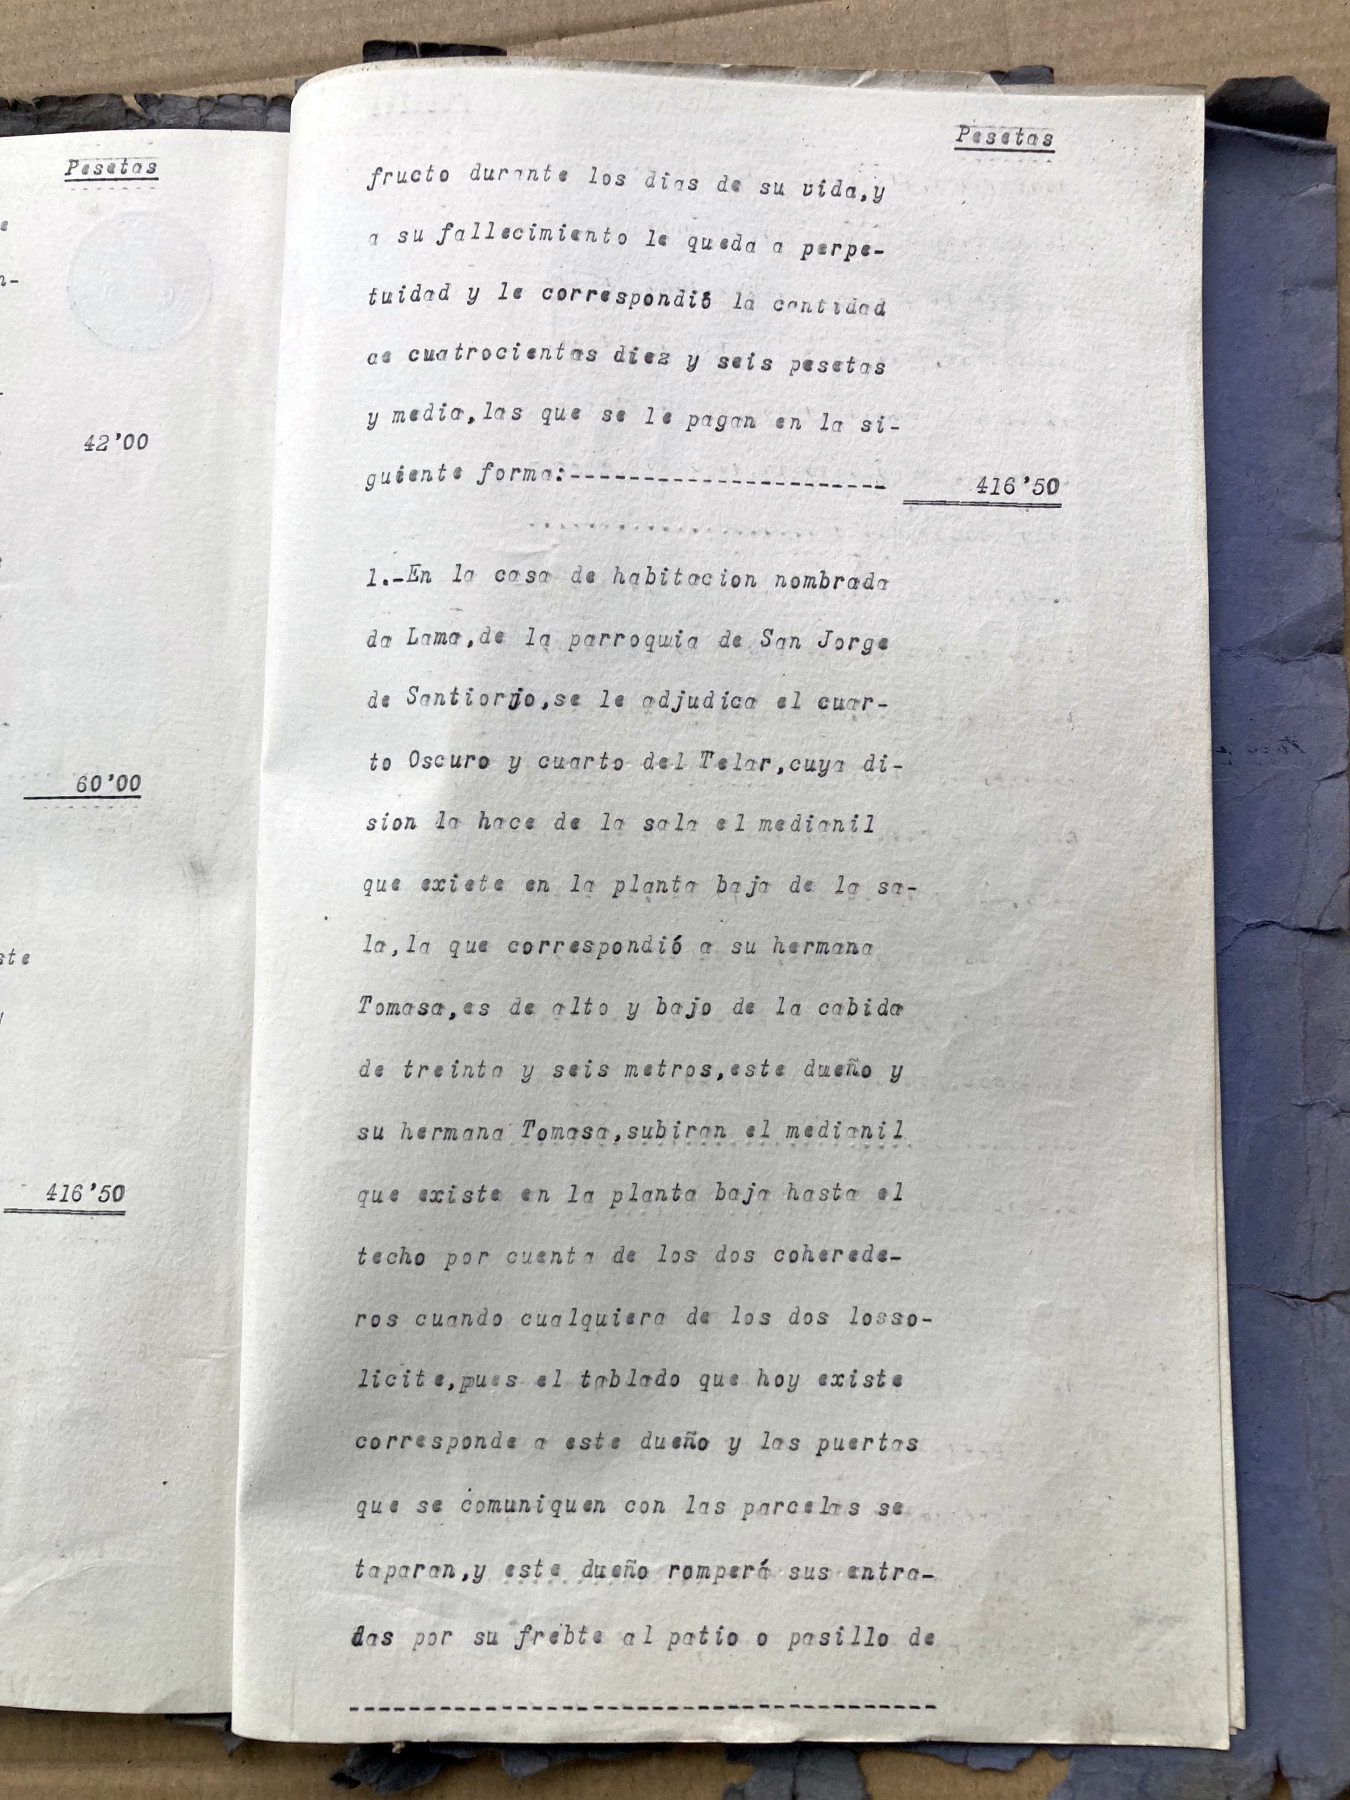 Pesetas
e
n-
42'00
60'00
ste
y
416'50
Pesetas
fructo durante los dias de su vida,y
a su fallecimiento le queda a perpe-
tuidad y le correspondió la cantidad
de cuatrocientas diez y seis pesetas
y media,las que se le pagan en la si-
guiente forma:----------------------
416'50
1.-En la casa de habitacion nombrada
da Lama,de la parroquia de San Jorge
de Santiorjo,se le adjudica el cuar-
to Oscuro y cuarto del Telar,cuya di-
sion la hace de la sala el medianil
que exiete en la planta baja de la sa-
la,la que correspondió a su hermana
Tomasa,es de alto y bajo de la cabida
de treinta y seis metros,este dueño y
su hermana Tomasa,subiran el medianil
que existe en la planta baja hasta el
techo por cuenta de los dos coherede-
ros cuando cualquiera de los dos losso-
licite,pues el tablado que hoy existe
corresponde a este dueño y las puertas
que se comuniquen con las parcelas se
taparan,y este dueño romperá sus entra-
das por su frebte al patio o pasillo de
----------------------------------------